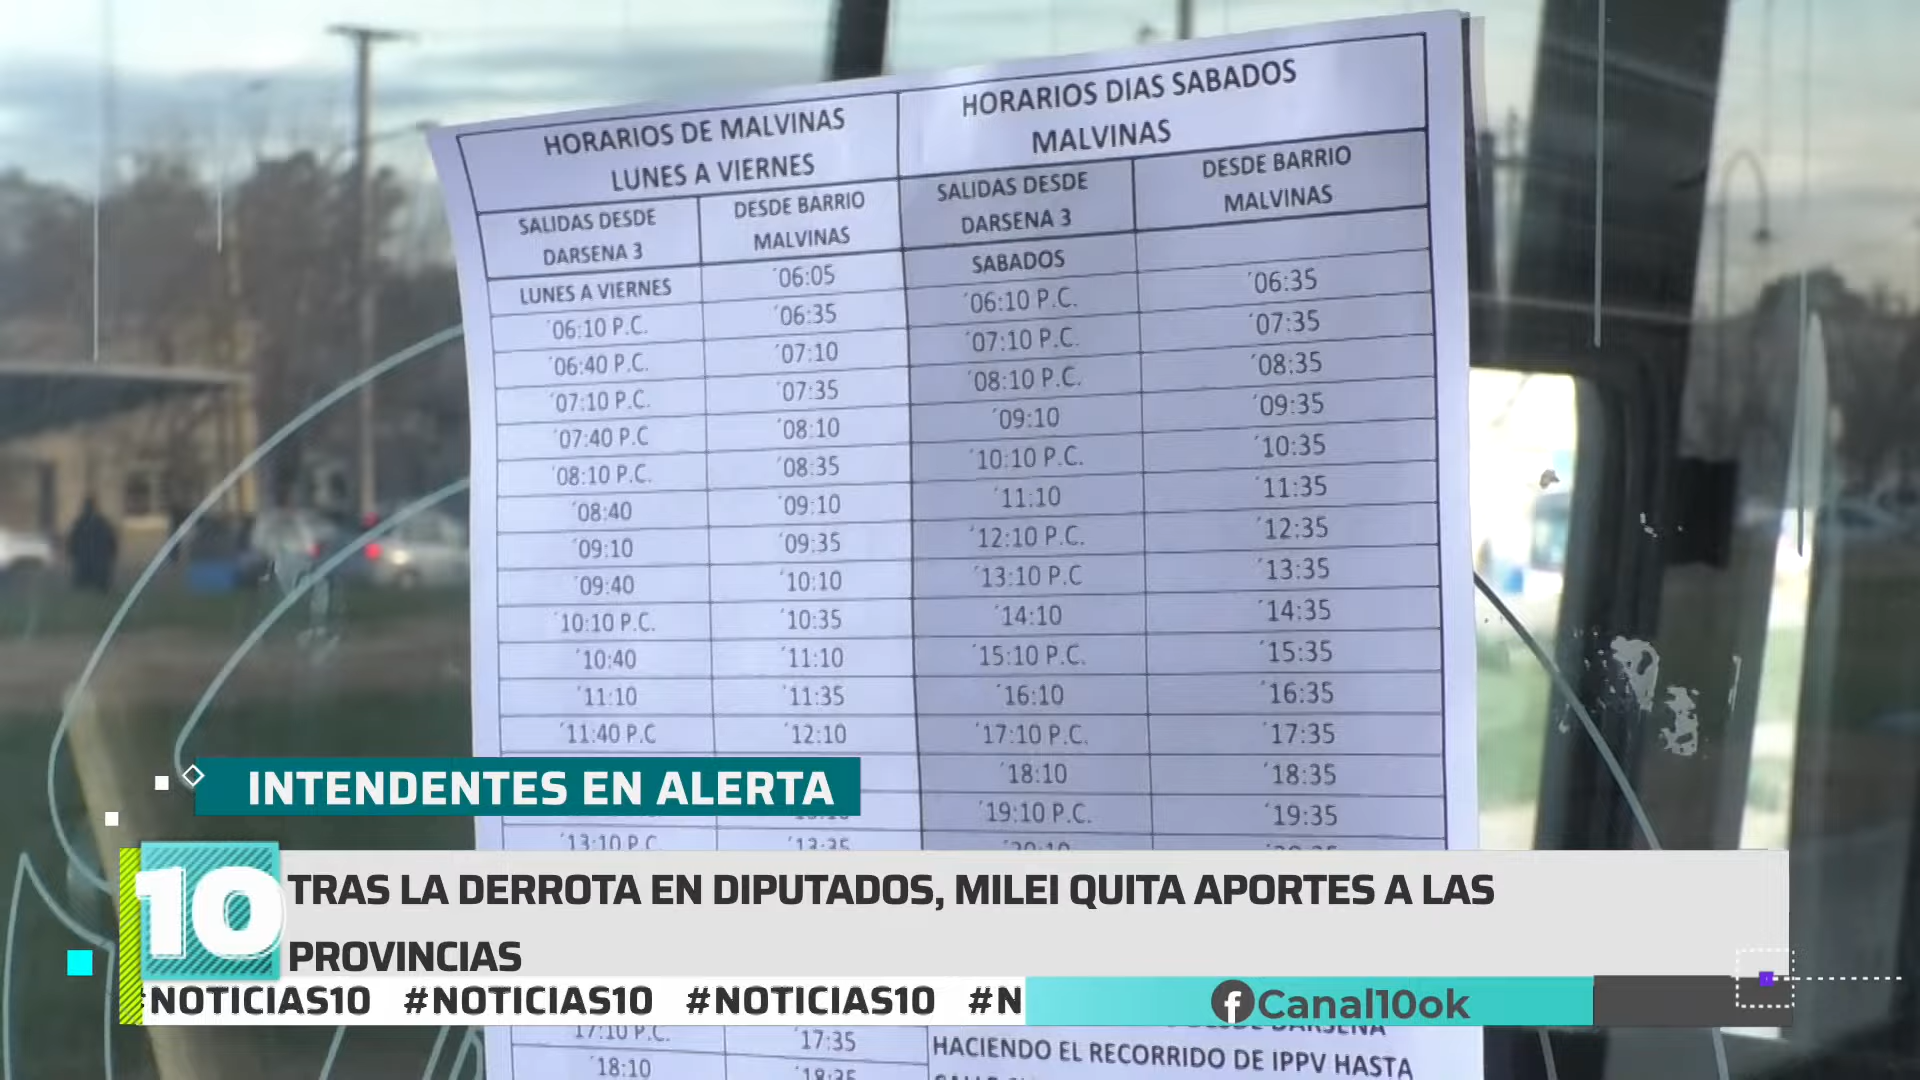 HORARIOS DE MALVINAS
LUNES A VIERNES
HORARIOS DIAS SABADOS
MALVINAS
SALIDAS DESDE
DARSENA 3
DESDE BARRIO
MALVINAS
SALIDAS DESDE
DARSENA 3
DESDE BARRIO
MALVINAS
LUNES A VIERNES
´06:05
SABADOS
´06:10 P.C.
´06:35
´06:10 P.C.
´06:35
´06:40 P.C.
´07:10
´07:10 P.C.
´07:35
´07:10 P.C.
´07:35
´08:10 P.C.
´08:35
´07:40 P.C
´08:10
´09:10
´09:35
´08:10 P.C.
´08:35
´10:10 P.C.
´10:35
´08:40
´09:10
´11:10
´11:35
´09:10
´09:35
´12:10 P.C.
´12:35
´09:40
´10:10
´13:10 P.C
´13:35
´10:10 P.C.
´10:35
´14:10
´14:35
´10:40
´11:10
´15:10 P.C.
´15:35
´11:10
´11:35
´16:10
´16:35
´11:40 P.C
´12:10
´17:10 P.C.
´17:35
´18:10
´18:35
´19:10 P.C.
´19:35
´13:10 P.C.
´13:35
INTENDENTES EN ALERTA
10
TRAS LA DERROTA EN DIPUTADOS, MILEI QUITA APORTES A LAS
PROVINCIAS
#NOTICIAS10 #NOTICIAS10 #NOTICIAS10 #N
Canal10ok
´17:10 P.C.
´17:35
´18:10
´18:35
HACIENDO EL RECORRIDO DE IPPV HASTA